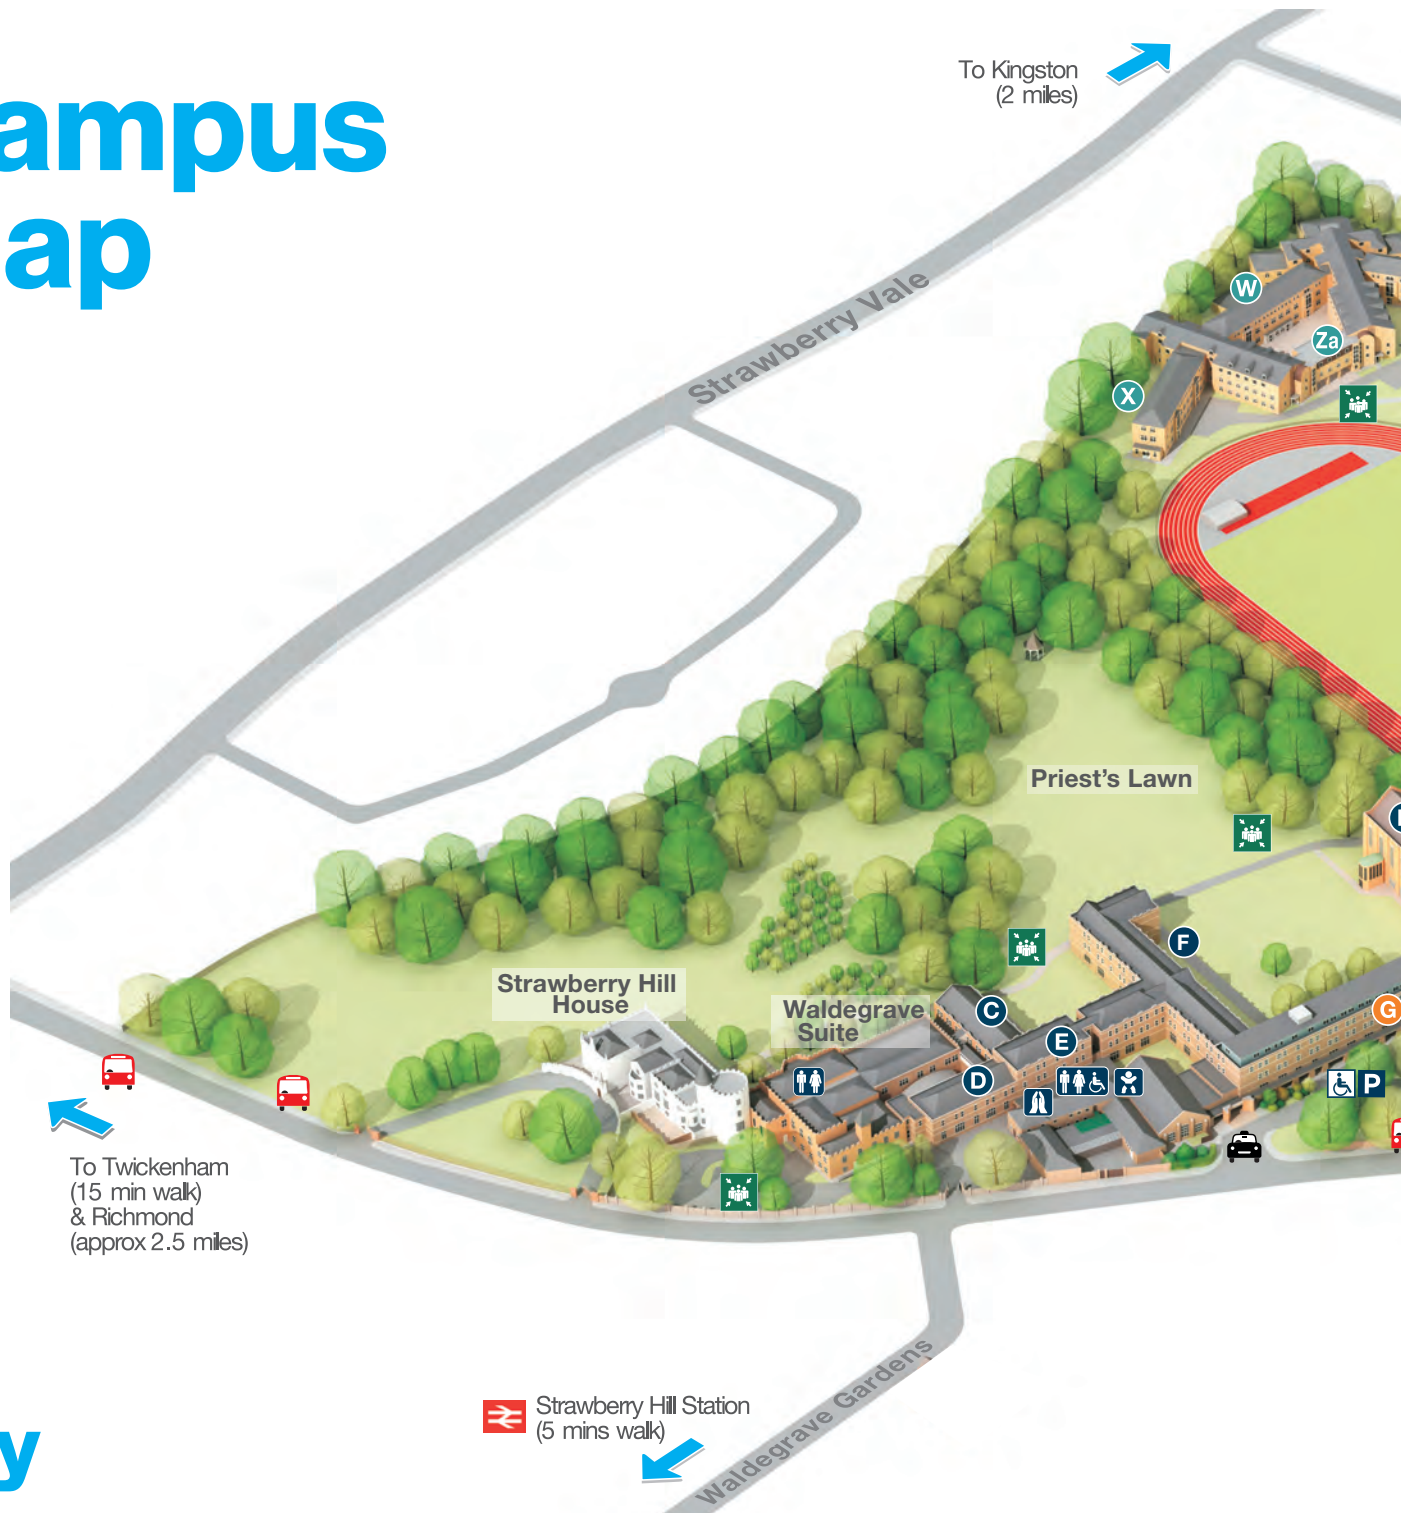 ampus
ap
To Kingston
(2 miles)
Strawberry Vale
W
Za
X
Priest's Lawn
F
Strawberry Hill
House
Waldegrave
Suite
C
E
D
G
P
To Twickenham
(15 min walk)
& Richmond
(approx 2.5 miles)
Strawberry Hill Station
(5 mins walk)
Waldegrave Gardens
y